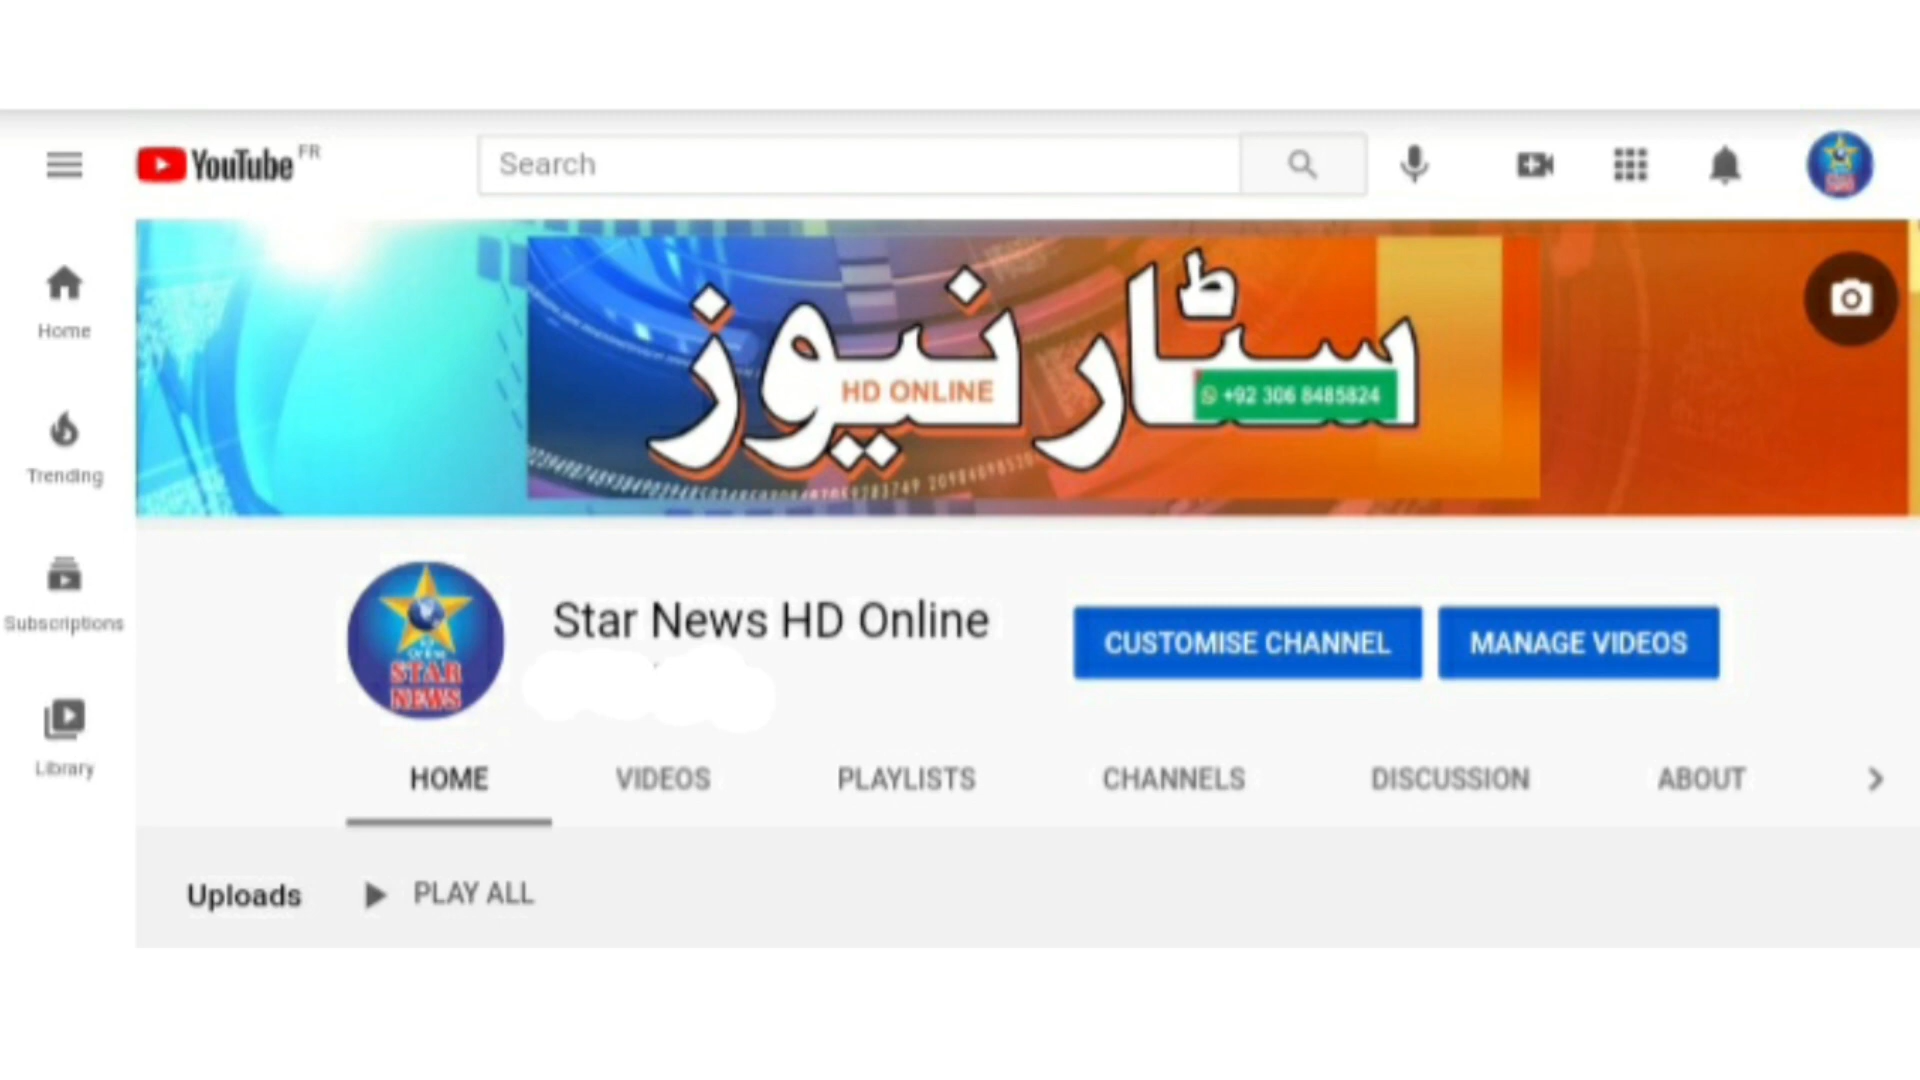 YouTube FR
Search
Home
Trending
Subscriptions
Library
سٹار نیوز
HD ONLINE
+92 306 8485824
STAR
NEWS
Star News HD Online
CUSTOMISE CHANNEL
MANAGE VIDEOS
HOME
VIDEOS
PLAYLISTS
CHANNELS
DISCUSSION
ABOUT
Uploads
PLAY ALL